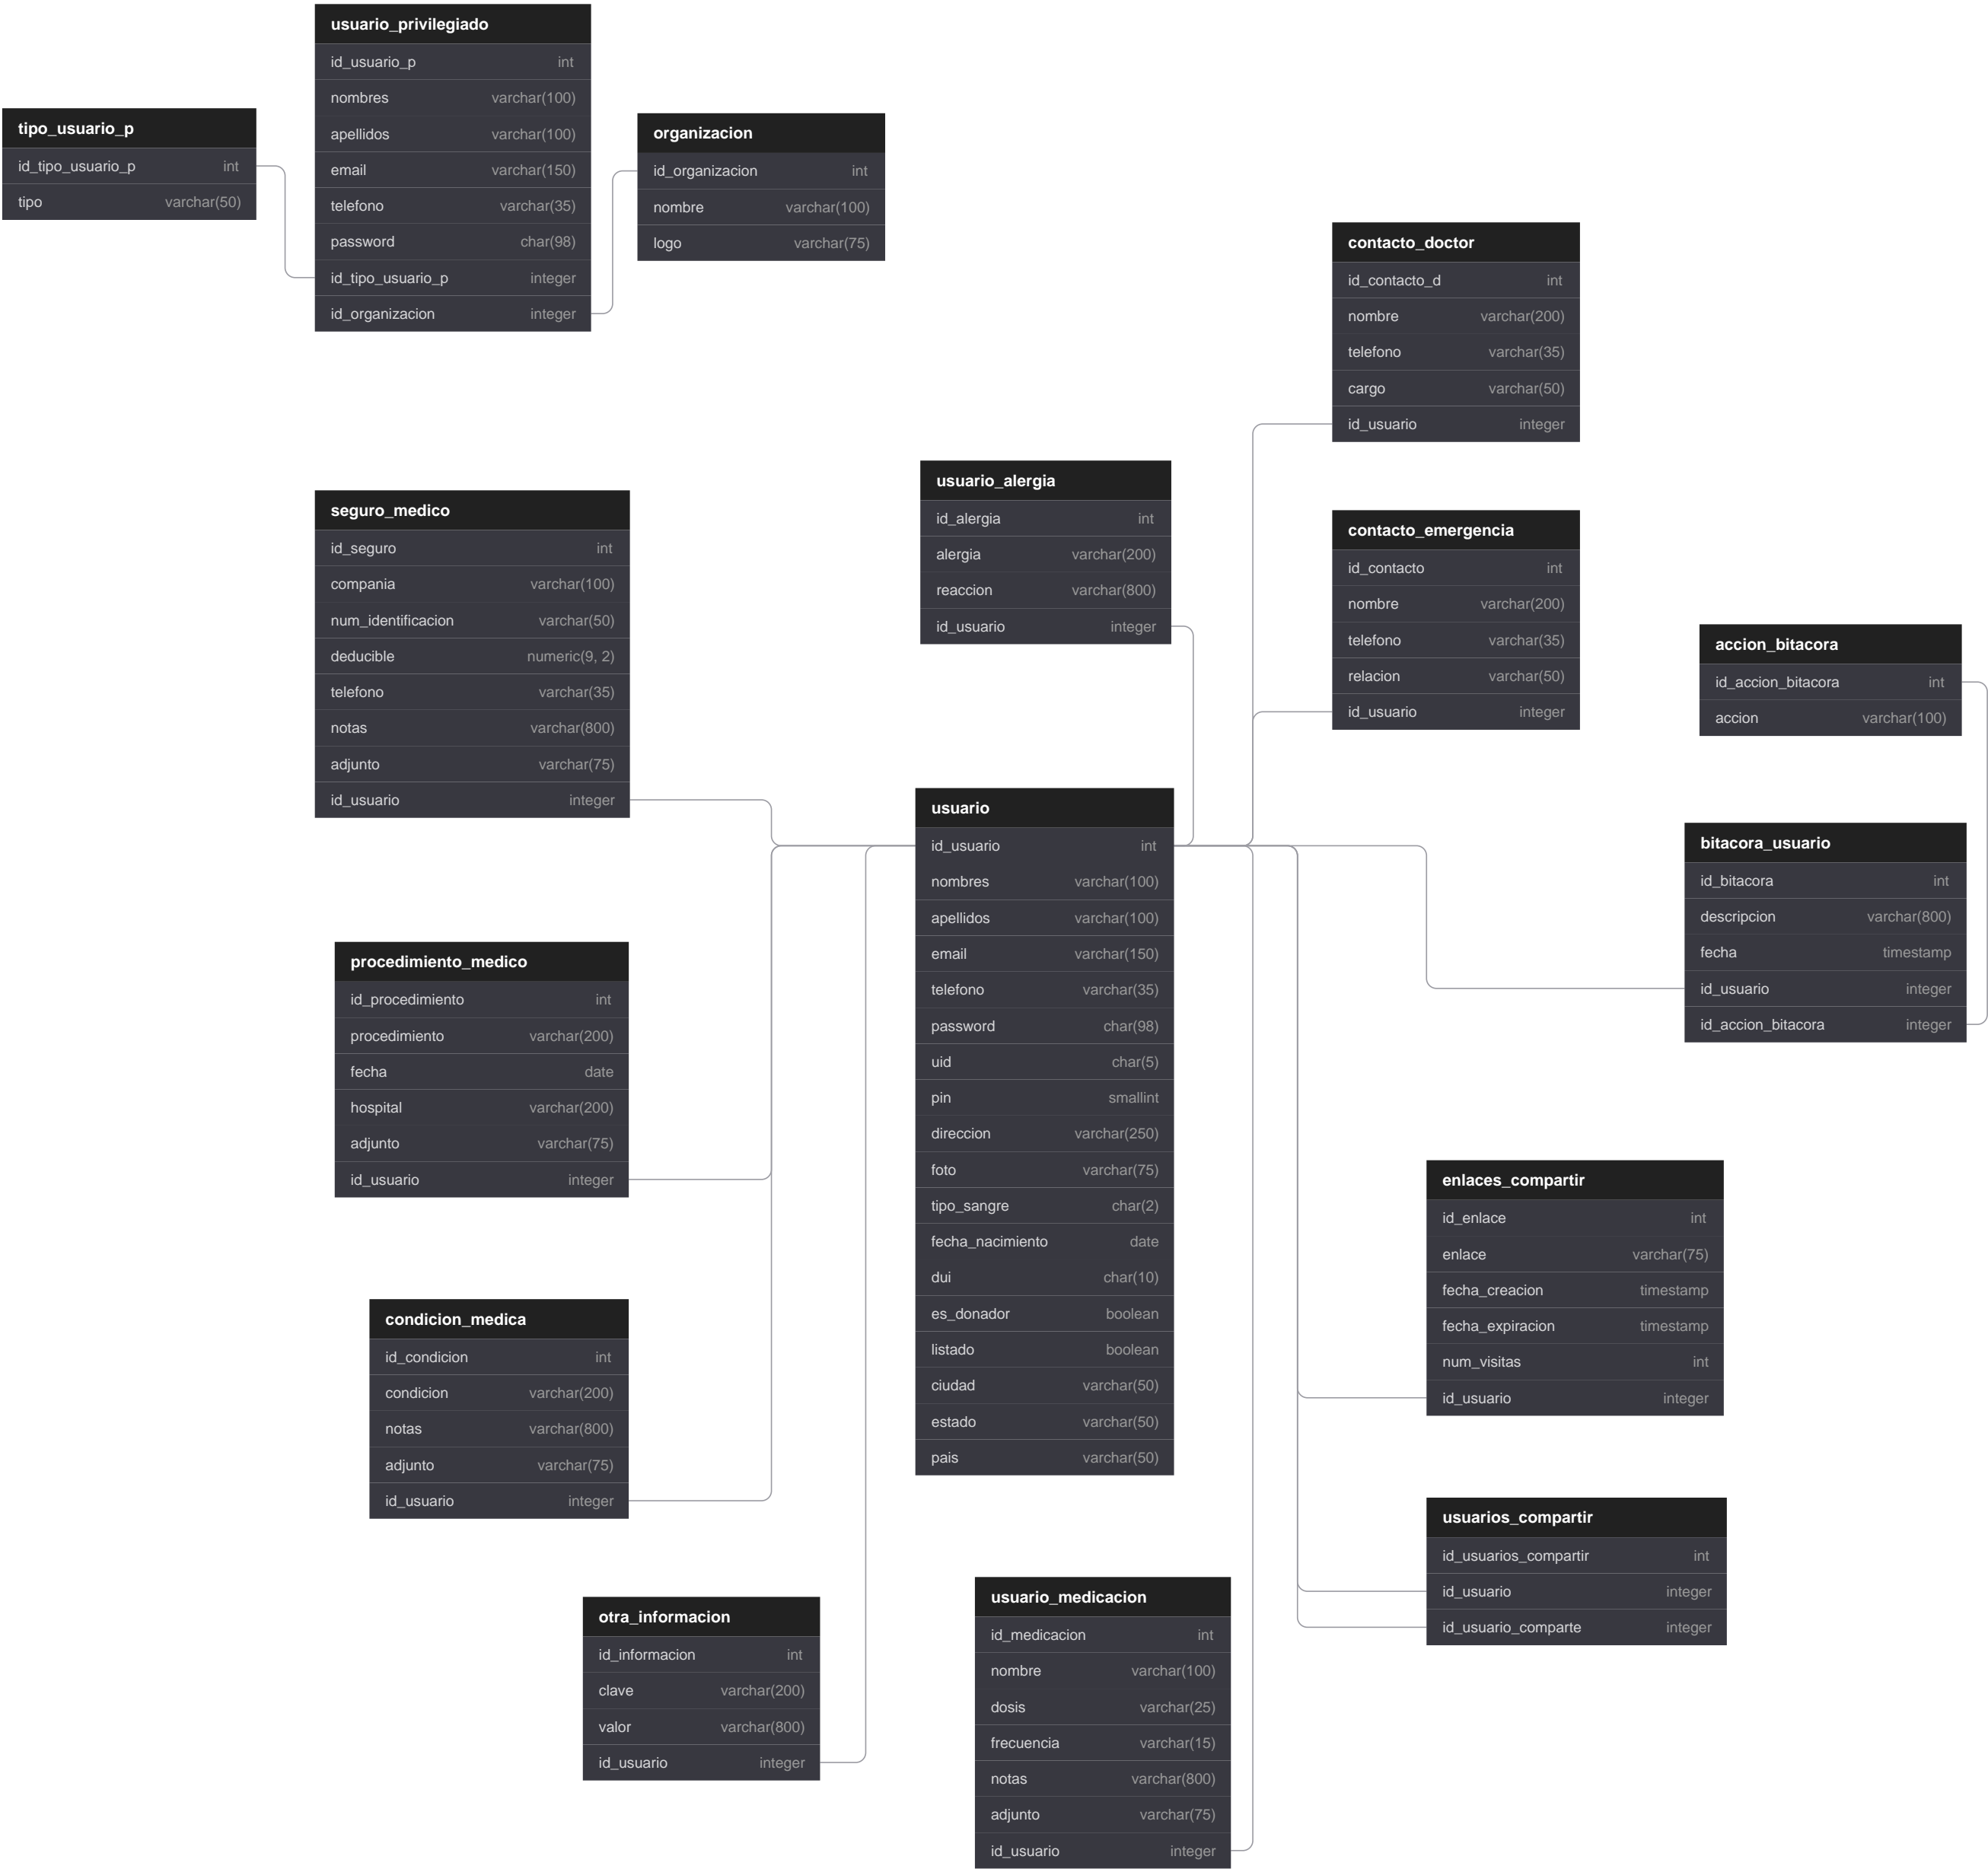 usuario_privilegiado
id_usuario_p int
nombres varchar(100)
apellidos varchar(100)
email varchar(150)
telefono varchar(35)
password char(98)
id_tipo_usuario_p integer
id_organizacion integer
tipo_usuario_p
id_tipo_usuario_p int
tipo varchar(50)
organizacion
id_organizacion int
nombre varchar(100)
logo varchar(75)
contacto_doctor
id_contacto_d int
nombre varchar(200)
telefono varchar(35)
cargo varchar(50)
id_usuario integer
usuario_alergia
id_alergia int
alergia varchar(200)
reaccion varchar(800)
id_usuario integer
seguro_medico
id_seguro int
compania varchar(100)
num_identificacion varchar(50)
deducible numeric(9, 2)
telefono varchar(35)
notas varchar(800)
adjunto varchar(75)
id_usuario integer
contacto_emergencia
id_contacto int
nombre varchar(200)
telefono varchar(35)
relacion varchar(50)
id_usuario integer
accion_bitacora
id_accion_bitacora int
accion varchar(100)
usuario
id_usuario int
nombres varchar(100)
apellidos varchar(100)
email varchar(150)
telefono varchar(35)
password char(98)
uid char(5)
pin smallint
direccion varchar(250)
foto varchar(75)
tipo_sangre char(2)
fecha_nacimiento date
dui char(10)
es_donador boolean
listado boolean
ciudad varchar(50)
estado varchar(50)
pais varchar(50)
bitacora_usuario
id_bitacora int
descripcion varchar(800)
fecha timestamp
id_usuario integer
id_accion_bitacora integer
procedimiento_medico
id_procedimiento int
procedimiento varchar(200)
fecha date
hospital varchar(200)
adjunto varchar(75)
id_usuario integer
enlaces_compartir
id_enlace int
enlace varchar(75)
fecha_creacion timestamp
fecha_expiracion timestamp
num_visitas int
id_usuario integer
condicion_medica
id_condicion int
condicion varchar(200)
notas varchar(800)
adjunto varchar(75)
id_usuario integer
usuarios_compartir
id_usuarios_compartir int
id_usuario integer
id_usuario_comparte integer
usuario_medicacion
id_medicacion int
nombre varchar(100)
dosis varchar(25)
frecuencia varchar(15)
notas varchar(800)
adjunto varchar(75)
id_usuario integer
otra_informacion
id_informacion int
clave varchar(200)
valor varchar(800)
id_usuario integer